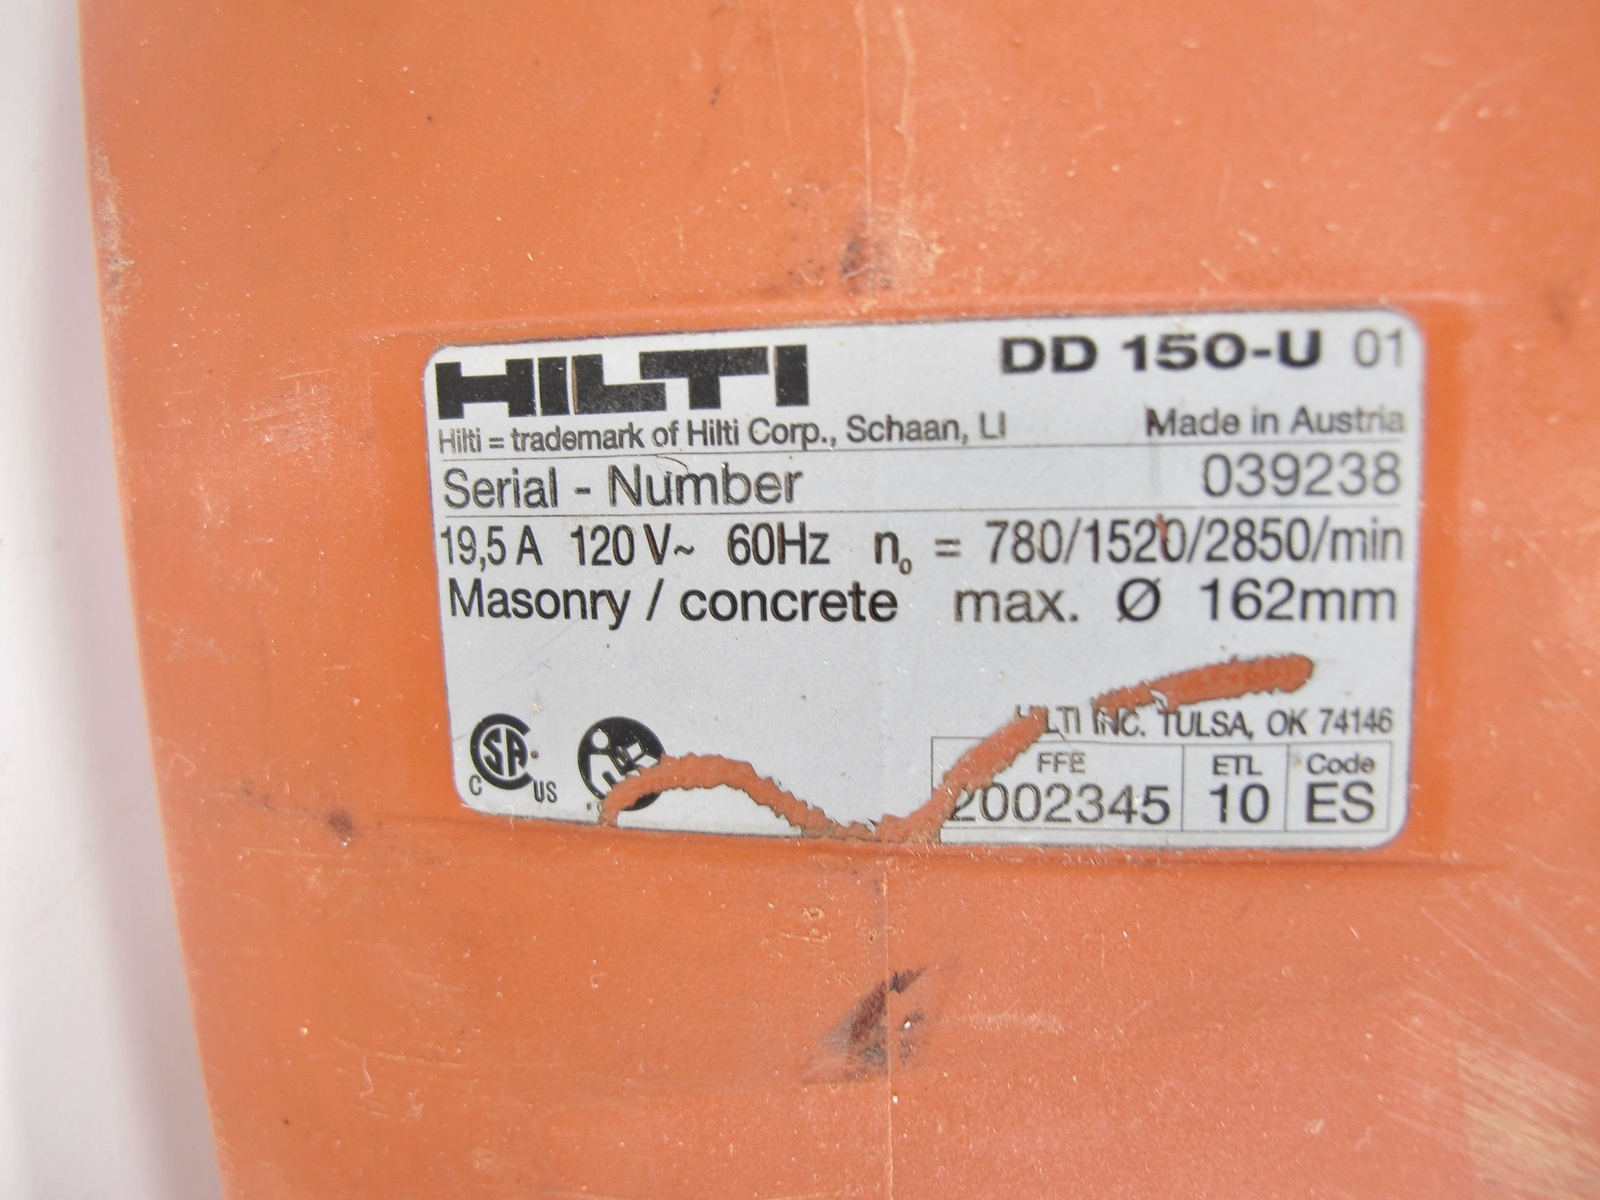 HILTI DD 150-U 01
Hilti = trademark of Hilti Corp., Schaan, LI Made in Austria
Serial - Number 039238
19,5 A 120 V~ 60Hz n₀ = 780/1520/2850/min
Masonry / concrete max. Ø 162mm
HILTI INC. TULSA, OK 74146
CSA
C US
FFE ETL Code
2002345 10 ES